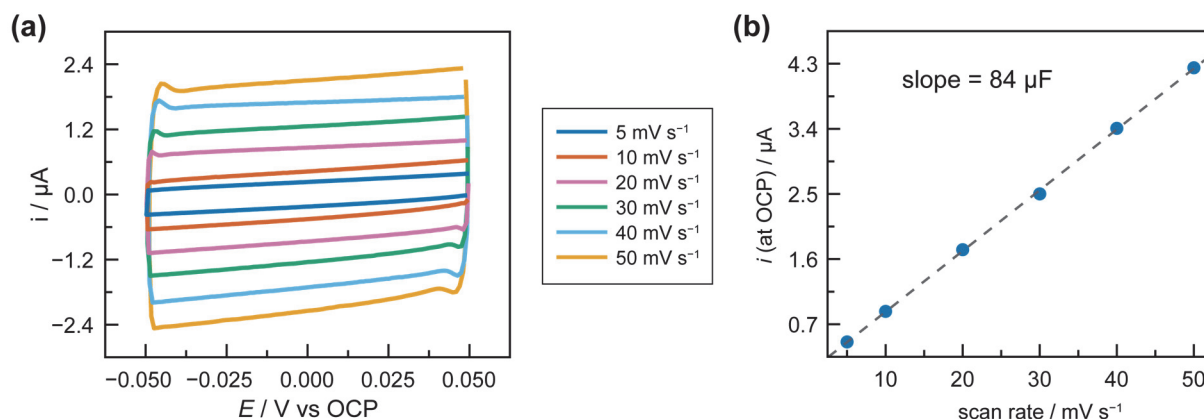 (a)
i / μA
2.4
1.2
0.0
−1.2
−2.4
−0.050
−0.025
0.000
0.025
0.050
E / V vs OCP
5 mV s⁻¹
10 mV s⁻¹
20 mV s⁻¹
30 mV s⁻¹
40 mV s⁻¹
50 mV s⁻¹
(b)
slope = 84 μF
i (at OCP) / μA
4.3
3.4
2.5
1.6
0.7
10
20
30
40
50
scan rate / mV s⁻¹